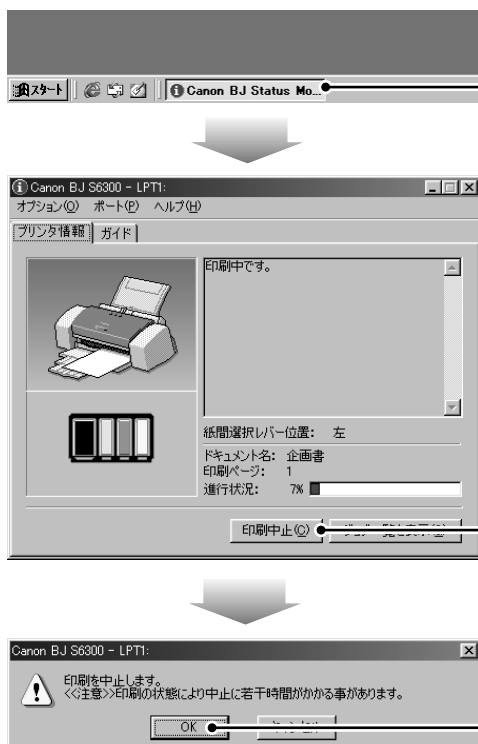 スタート Canon BJ Status Mo...
Canon BJ S6300 - LPT1:
オプション(O) ポート(P) ヘルプ(H)
プリンタ情報 ガイド
印刷中です。
紙間選択レバー位置: 左
ドキュメント名: 企画書
印刷ページ: 1
進行状況: 7%
印刷中止(C)
Canon BJ S6300 - LPT1:
印刷を中止します。
<<注意>>印刷の状態により中止に若干時間がかかる事があります。
OK